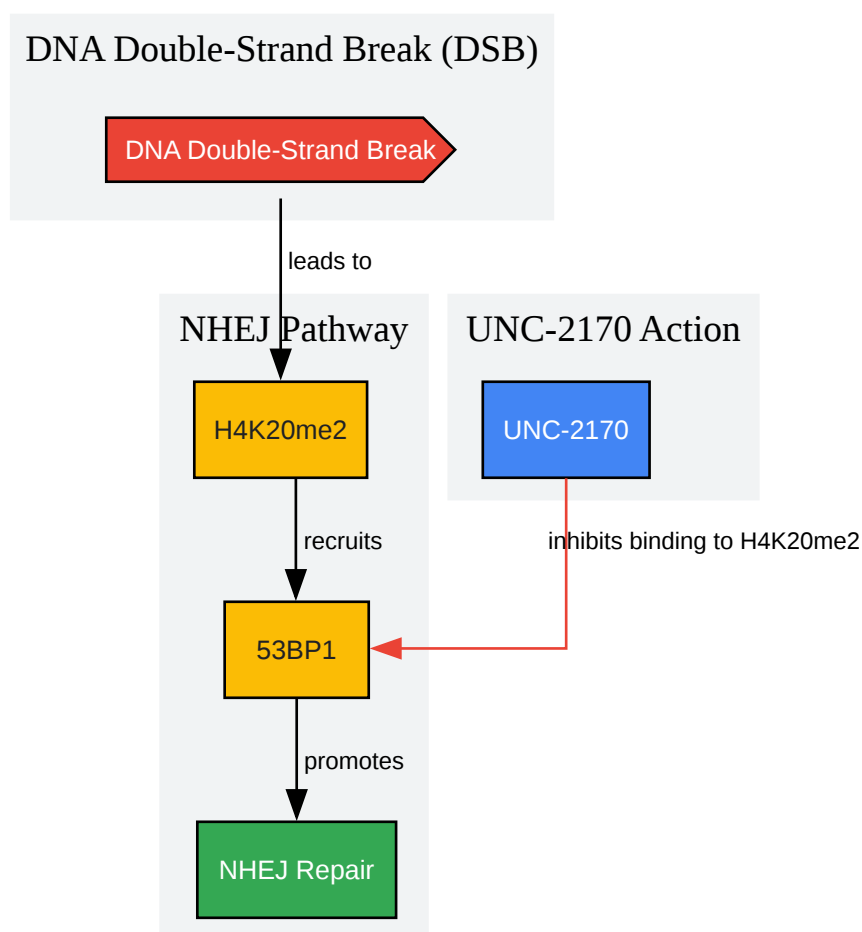 DNA Double-Strand Break (DSB)
DNA Double-Strand Break
leads to
NHEJ Pathway
UNC-2170 Action
H4K20me2
UNC-2170
recruits
inhibits binding to H4K20me2
53BP1
promotes
NHEJ Repair